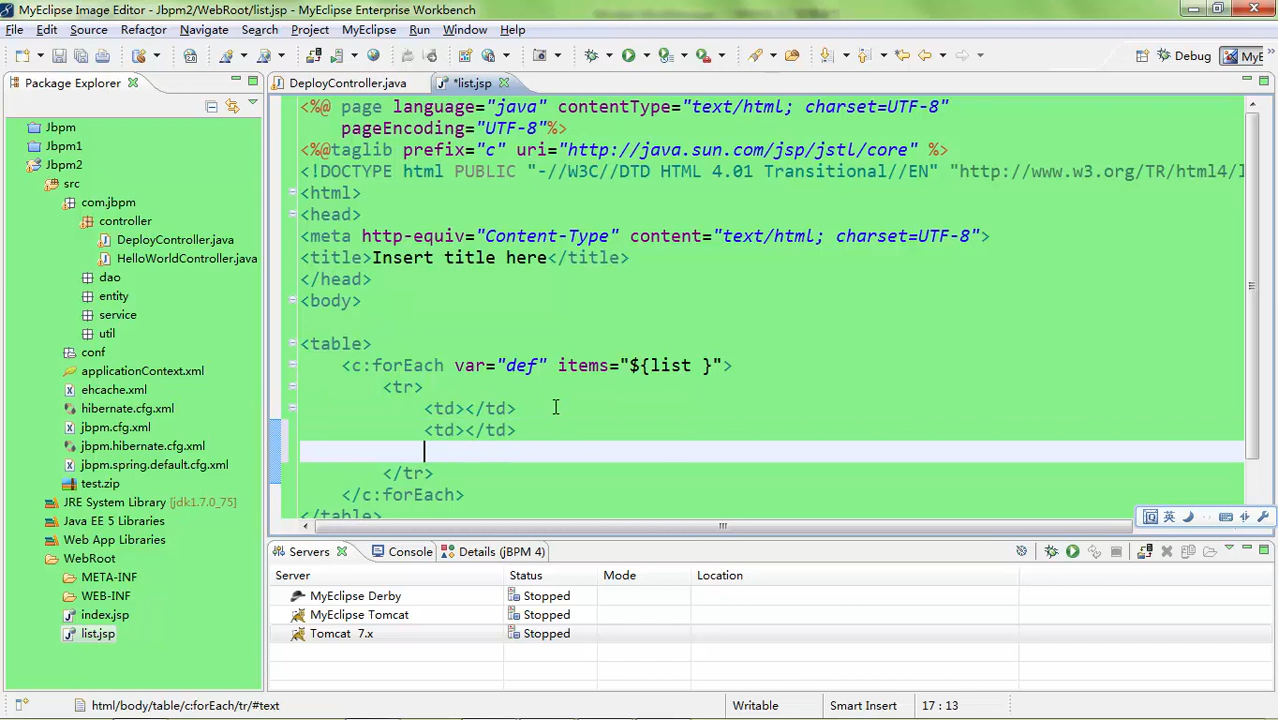 MyEclipse Image Editor - Jbpm2/WebRoot/list.jsp - MyEclipse Enterprise Workbench
File Edit Source Refactor Navigate Search Project MyEclipse Run Window Help
Debug MyE
Package Explorer
DeployController.java *list.jsp
Jbpm
Jbpm1
Jbpm2
src
com.jbpm
controller
DeployController.java
HelloWorldController.java
dao
entity
service
util
conf
applicationContext.xml
ehcache.xml
hibernate.cfg.xml
jbpm.cfg.xml
jbpm.hibernate.cfg.xml
jbpm.spring.default.cfg.xml
test.zip
JRE System Library [jdk1.7.0_75]
Java EE 5 Libraries
Web App Libraries
WebRoot
META-INF
WEB-INF
index.jsp
list.jsp
<%@ page language="java" contentType="text/html; charset=UTF-8"
pageEncoding="UTF-8"%>
<%@taglib prefix="c" uri="http://java.sun.com/jsp/jstl/core" %>
<!DOCTYPE html PUBLIC "-//W3C//DTD HTML 4.01 Transitional//EN" "http://www.w3.org/TR/html4/l
<html>
<head>
<meta http-equiv="Content-Type" content="text/html; charset=UTF-8">
<title>Insert title here</title>
</head>
<body>
<table>
<c:forEach var="def" items="${list }">
<tr>
<td></td>
<td></td>
</tr>
</c:forEach>
</table>
英
Servers Console Details (jBPM 4)
Server Status Mode Location
MyEclipse Derby Stopped
MyEclipse Tomcat Stopped
Tomcat 7.x Stopped
html/body/table/c:forEach/tr/#text Writable Smart Insert 17 : 13